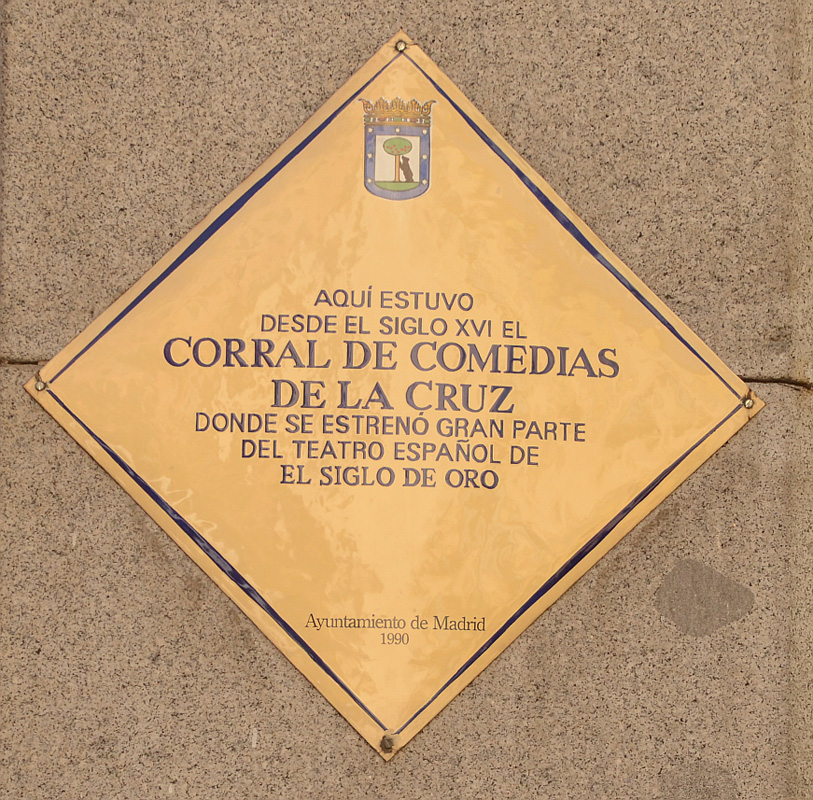 AQUÍ ESTUVO
DESDE EL SIGLO XVI EL
CORRAL DE COMEDIAS
DE LA CRUZ
DONDE SE ESTRENÓ GRAN PARTE
DEL TEATRO ESPAÑOL DE
EL SIGLO DE ORO
Ayuntamiento de Madrid
1990